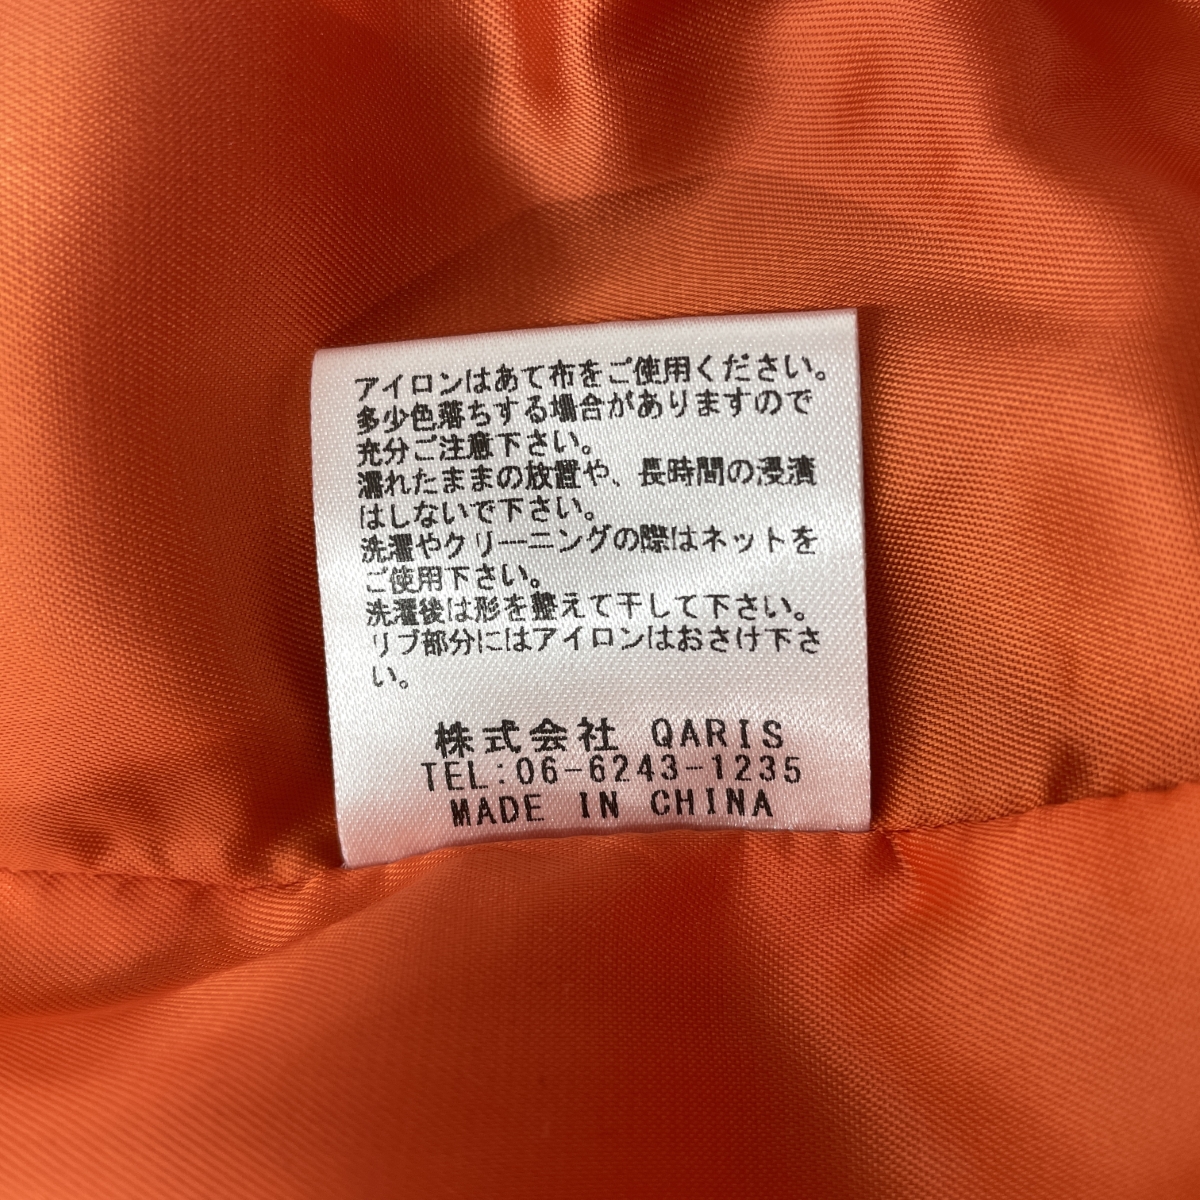 アイロンはあて布をご使用ください。
多少色落ちする場合がありますので
充分ご注意下さい。
濡れたままの放置や、長時間の浸漬
はしないで下さい。
洗濯やクリーニングの際はネットを
ご使用下さい。
洗濯後は形を整えて干して下さい。
リブ部分にはアイロンはおさけ下さ
い。
株式会社 QARIS
TEL:06-6243-1235
MADE IN CHINA